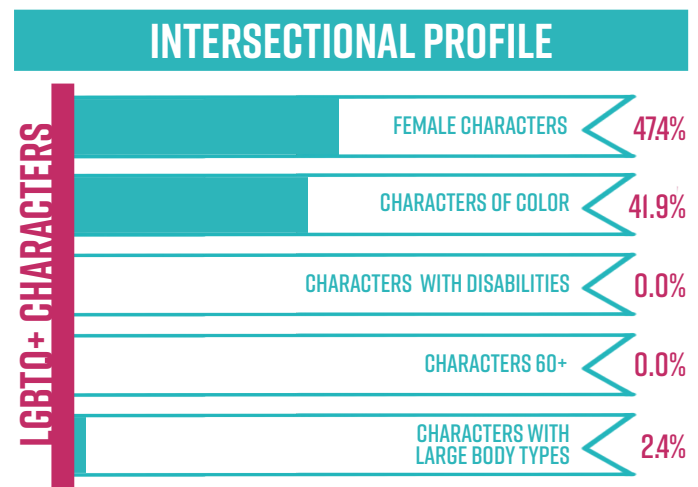 INTERSECTIONAL PROFILE
LGBTQ+ CHARACTERS
FEMALE CHARACTERS 47.4%
CHARACTERS OF COLOR 41.9%
CHARACTERS WITH DISABILITIES 0.0%
CHARACTERS 60+ 0.0%
CHARACTERS WITH
LARGE BODY TYPES 2.4%